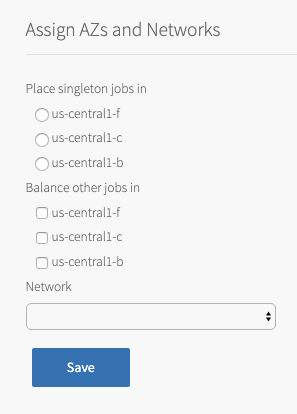 Assign AZs and Networks
Place singleton jobs in
us-central1-f
us-central1-c
us-central1-b
Balance other jobs in
us-central1-f
us-central1-c
us-central1-b
Network
Save